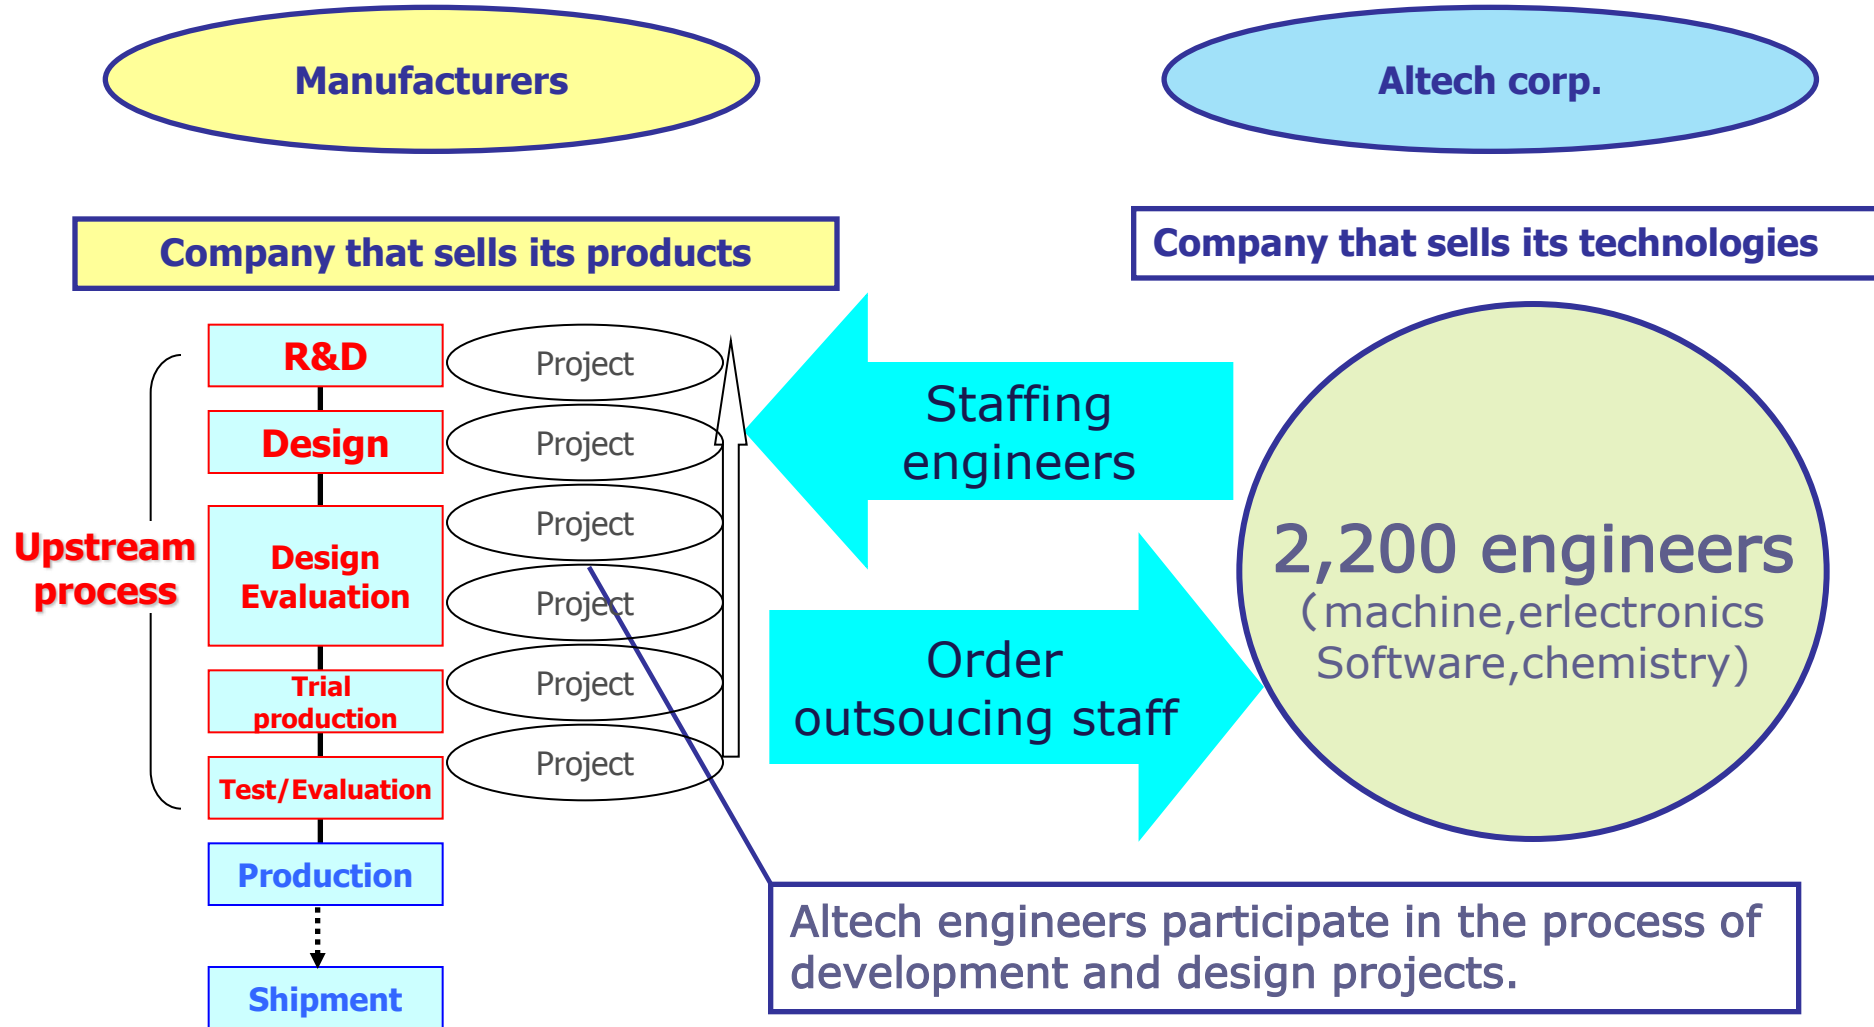 Manufacturers
Altech corp.
Company that sells its products
Company that sells its technologies
Upstream
process
R&D
Design
Design
Evaluation
Trial
production
Test/Evaluation
Production
Shipment
Project
Project
Project
Project
Project
Project
Staffing
engineers
Order
outsoucing staff
2,200 engineers
（machine,erlectronics
Software,chemistry)
Altech engineers participate in the process of
development and design projects.